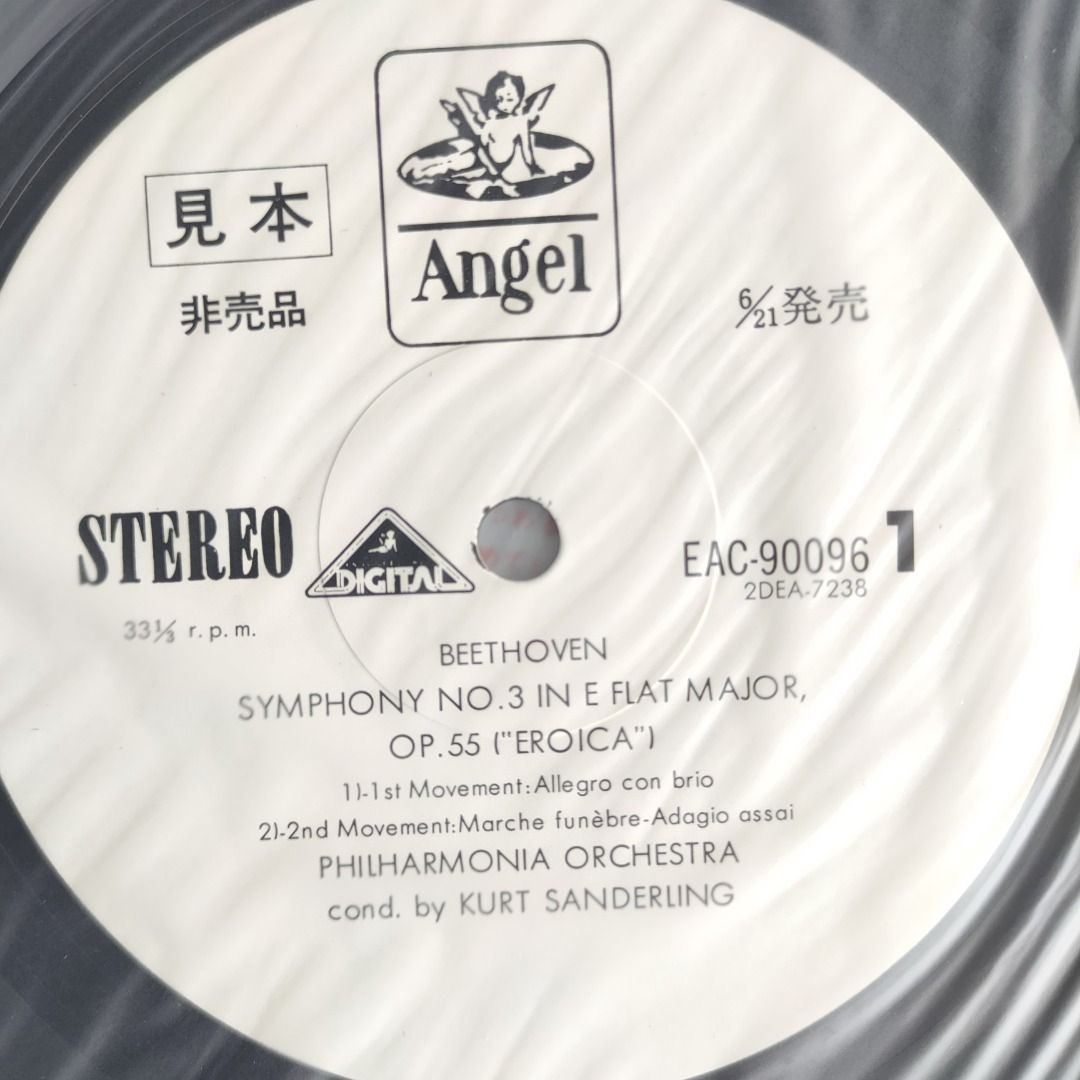 見本
非売品
Angel
6/21発売
STEREO
DIGITAL
33⅓ r.p.m.
EAC-90096 1
2DEA-7238
BEETHOVEN
SYMPHONY NO.3 IN E FLAT MAJOR,
OP.55 ("EROICA")
1)-1st Movement:Allegro con brio
2)-2nd Movement:Marche funèbre-Adagio assai
PHILHARMONIA ORCHESTRA
cond. by KURT SANDERLING